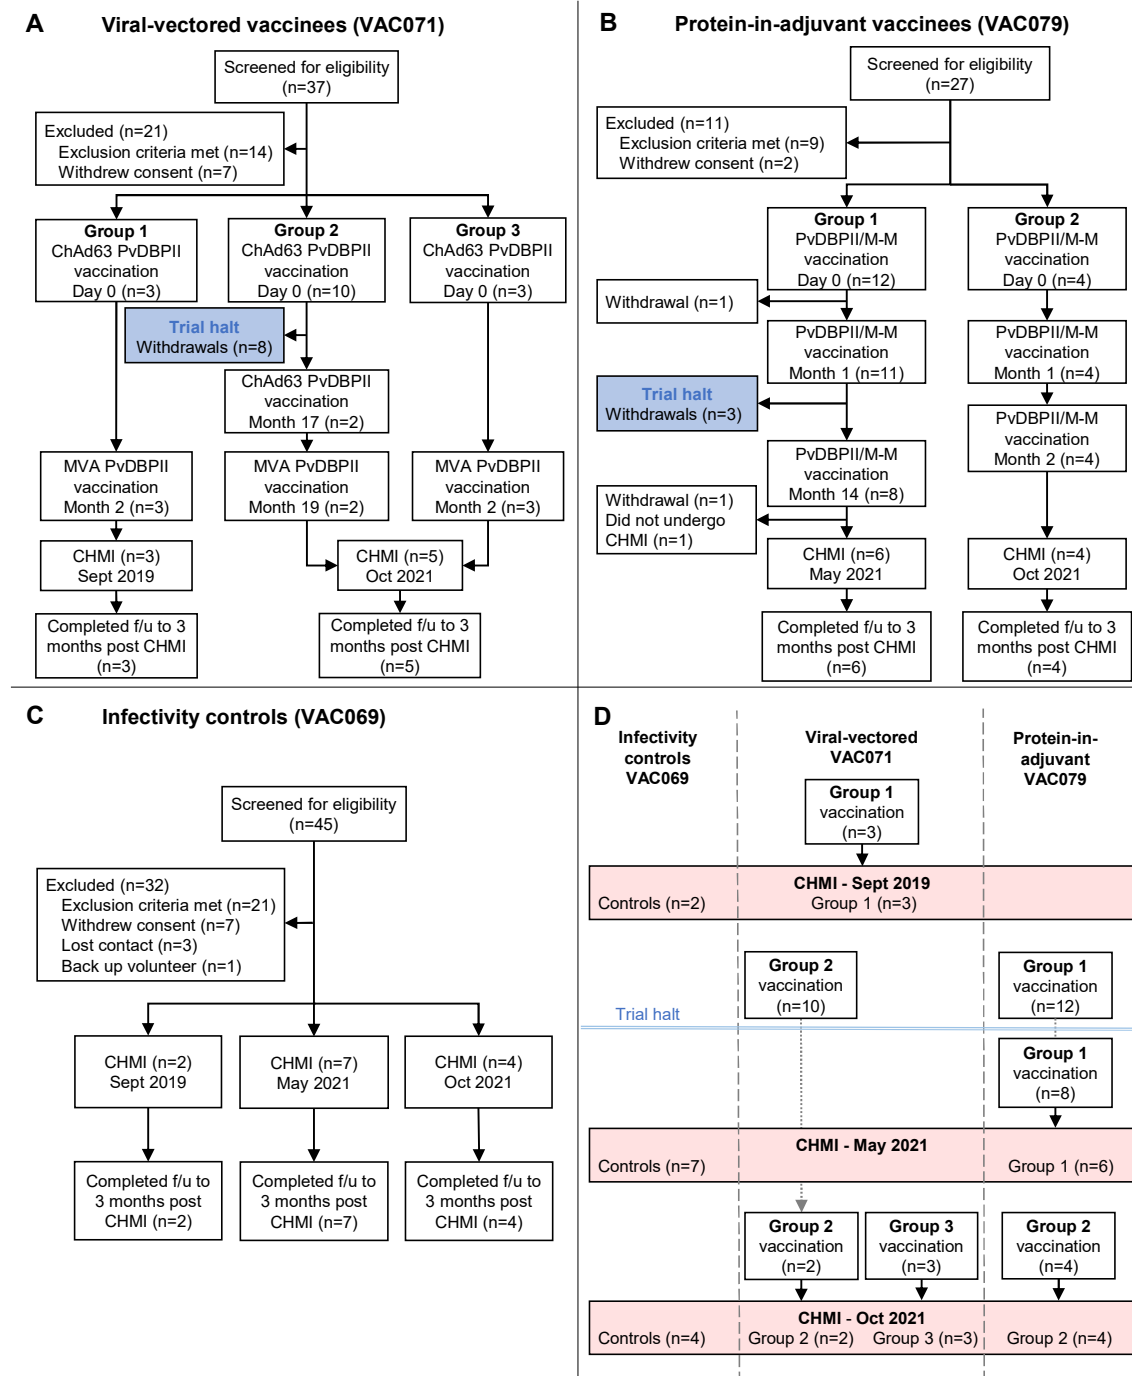 A
Viral-vectored vaccinees (VAC071)
Screened for eligibility
(n=37)
Excluded (n=21)
Exclusion criteria met (n=14)
Withdrew consent (n=7)
Group 1
ChAd63 PvDBPII
vaccination
Day 0 (n=3)
Group 2
ChAd63 PvDBPII
vaccination
Day 0 (n=10)
Group 3
ChAd63 PvDBPII
vaccination
Day 0 (n=3)
Trial halt
Withdrawals (n=8)
ChAd63 PvDBPII
vaccination
Month 17 (n=2)
MVA PvDBPII
vaccination
Month 2 (n=3)
MVA PvDBPII
vaccination
Month 19 (n=2)
MVA PvDBPII
vaccination
Month 2 (n=3)
CHMI (n=3)
Sept 2019
CHMI (n=5)
Oct 2021
Completed f/u to 3
months post CHMI
(n=3)
Completed f/u to 3
months post CHMI
(n=5)
B
Protein-in-adjuvant vaccinees (VAC079)
Screened for eligibility
(n=27)
Excluded (n=11)
Exclusion criteria met (n=9)
Withdrew consent (n=2)
Group 1
PvDBPII/M-M
vaccination
Day 0 (n=12)
Group 2
PvDBPII/M-M
vaccination
Day 0 (n=4)
Withdrawal (n=1)
PvDBPII/M-M
vaccination
Month 1 (n=11)
PvDBPII/M-M
vaccination
Month 1 (n=4)
Trial halt
Withdrawals (n=3)
PvDBPII/M-M
vaccination
Month 2 (n=4)
PvDBPII/M-M
vaccination
Month 14 (n=8)
Withdrawal (n=1)
Did not undergo
CHMI (n=1)
CHMI (n=6)
May 2021
CHMI (n=4)
Oct 2021
Completed f/u to 3
months post CHMI
(n=6)
Completed f/u to 3
months post CHMI
(n=4)
C
Infectivity controls (VAC069)
Screened for eligibility
(n=45)
Excluded (n=32)
Exclusion criteria met (n=21)
Withdrew consent (n=7)
Lost contact (n=3)
Back up volunteer (n=1)
CHMI (n=2)
Sept 2019
CHMI (n=7)
May 2021
CHMI (n=4)
Oct 2021
Completed f/u to
3 months post
CHMI (n=2)
Completed f/u to
3 months post
CHMI (n=7)
Completed f/u to
3 months post
CHMI (n=4)
D
Infectivity
controls
VAC069
Viral-vectored
VAC071
Protein-in-
adjuvant
VAC079
Group 1
vaccination
(n=3)
CHMI - Sept 2019
Controls (n=2)
Group 1 (n=3)
Group 2
vaccination
(n=10)
Group 1
vaccination
(n=12)
Trial halt
Group 1
vaccination
(n=8)
CHMI - May 2021
Controls (n=7)
Group 1 (n=6)
Group 2
vaccination
(n=2)
Group 3
vaccination
(n=3)
Group 2
vaccination
(n=4)
CHMI - Oct 2021
Controls (n=4)
Group 2 (n=2)
Group 3 (n=3)
Group 2 (n=4)